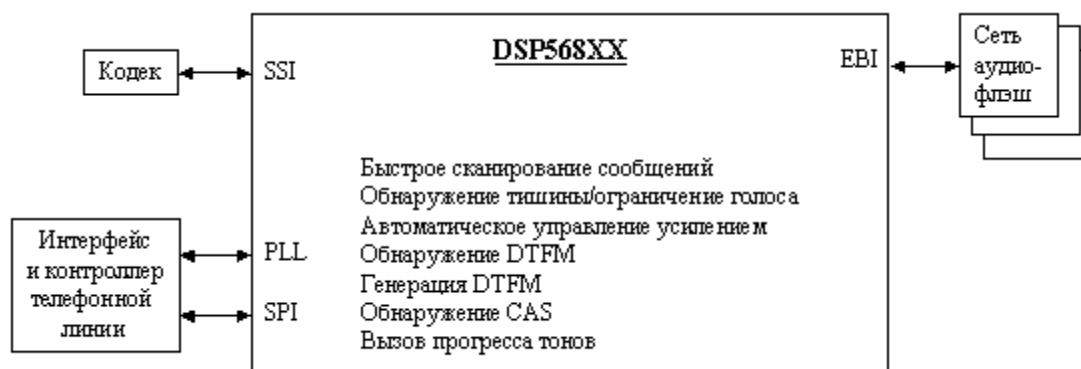 DSP568XX
Кодек
SSI
EBI
Сеть
аудио-
флэш
Быстрое сканирование сообщений
Обнаружение тишины/ограничение голоса
Автоматическое управление усилением
Обнаружение DTFM
Генерация DTFM
Обнаружение CAS
Вызов прогресса тонов
Интерфейс
и контроллер
телефонной
линии
PLL
SPI